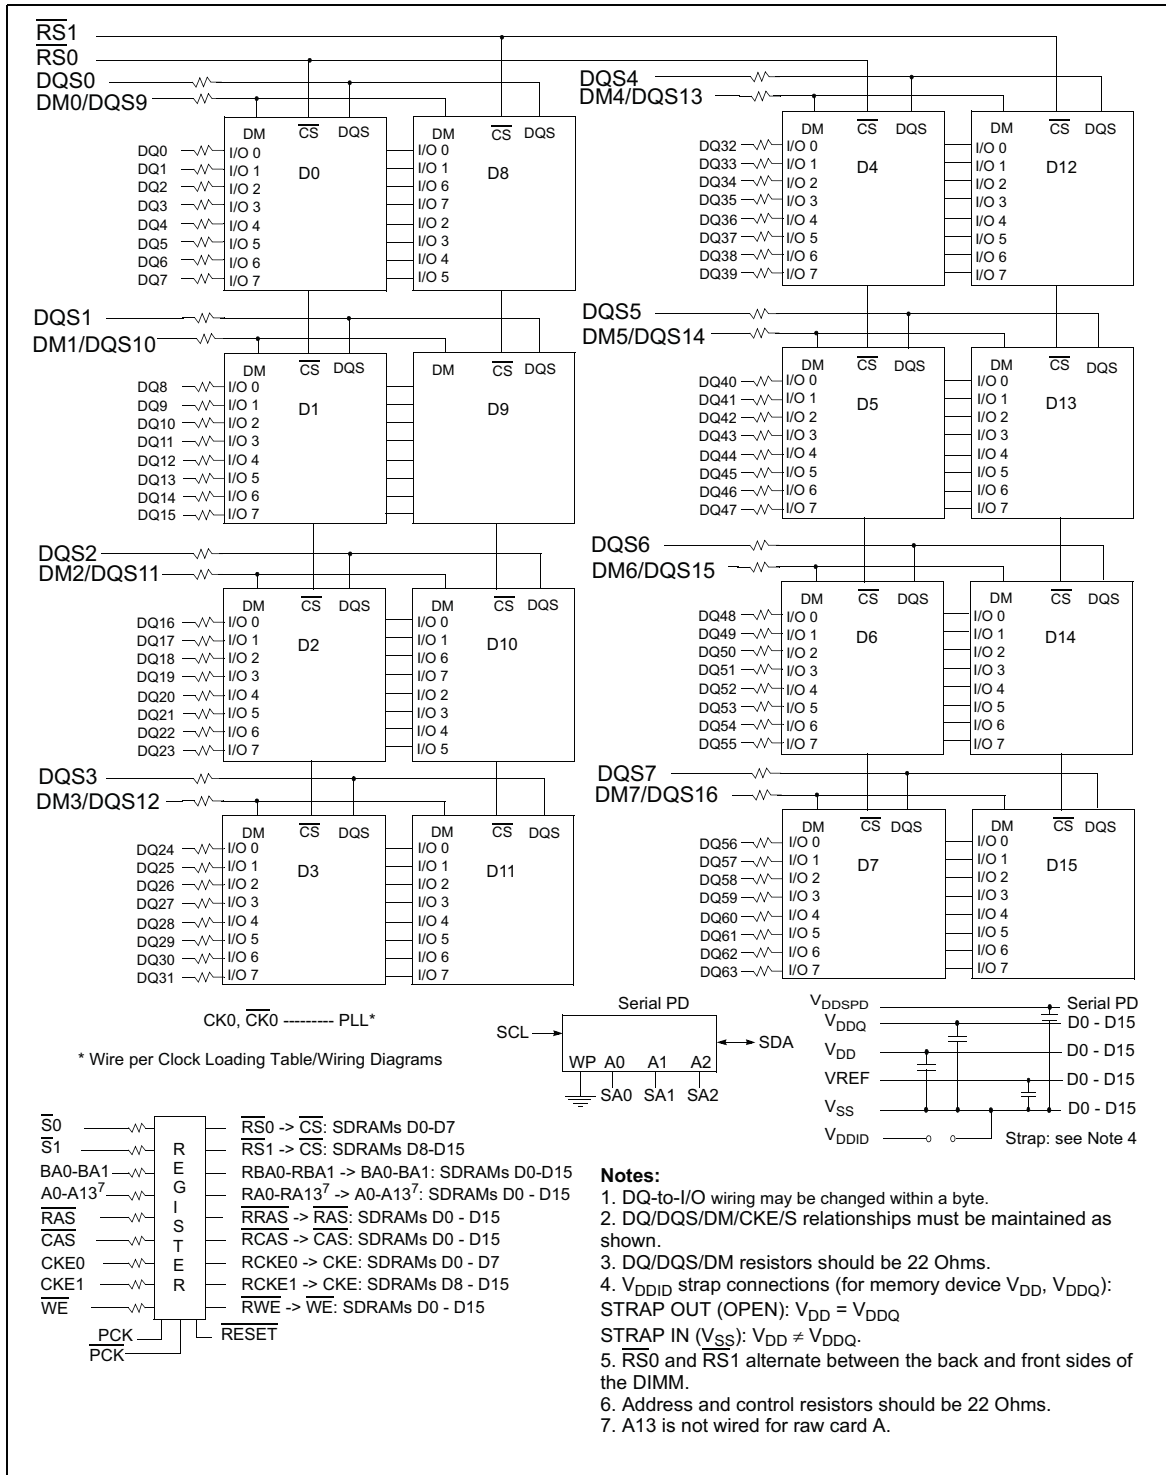 RS1
RS0
DQS0
DM0/DQS9
DM CS DQS
DM CS DQS
DQ0 I/O 0 I/O 0
DQ1 I/O 1 D0 I/O 1 D8
DQ2 I/O 2 I/O 6
DQ3 I/O 3 I/O 7
DQ4 I/O 4 I/O 2
DQ5 I/O 5 I/O 3
DQ6 I/O 6 I/O 4
DQ7 I/O 7 I/O 5
DQS1
DM1/DQS10
DM CS DQS
DM CS DQS
DQ8 I/O 0
DQ9 I/O 1 D1 D9
DQ10 I/O 2
DQ11 I/O 3
DQ12 I/O 4
DQ13 I/O 5
DQ14 I/O 6
DQ15 I/O 7
DQS2
DM2/DQS11
DM CS DQS
DM CS DQS
DQ16 I/O 0 I/O 0
DQ17 I/O 1 D2 I/O 1 D10
DQ18 I/O 2 I/O 6
DQ19 I/O 3 I/O 7
DQ20 I/O 4 I/O 2
DQ21 I/O 5 I/O 3
DQ22 I/O 6 I/O 4
DQ23 I/O 7 I/O 5
DQS3
DM3/DQS12
DM CS DQS
DM CS DQS
DQ24 I/O 0 I/O 0
DQ25 I/O 1 D3 I/O 1 D11
DQ26 I/O 2 I/O 2
DQ27 I/O 3 I/O 3
DQ28 I/O 4 I/O 4
DQ29 I/O 5 I/O 5
DQ30 I/O 6 I/O 6
DQ31 I/O 7 I/O 7
DQS4
DM4/DQS13
DM CS DQS
DM CS DQS
DQ32 I/O 0 I/O 0
DQ33 I/O 1 D4 I/O 1 D12
DQ34 I/O 2 I/O 2
DQ35 I/O 3 I/O 3
DQ36 I/O 4 I/O 4
DQ37 I/O 5 I/O 5
DQ38 I/O 6 I/O 6
DQ39 I/O 7 I/O 7
DQS5
DM5/DQS14
DM CS DQS
DM CS DQS
DQ40 I/O 0 I/O 0
DQ41 I/O 1 D5 I/O 1 D13
DQ42 I/O 2 I/O 2
DQ43 I/O 3 I/O 3
DQ44 I/O 4 I/O 4
DQ45 I/O 5 I/O 5
DQ46 I/O 6 I/O 6
DQ47 I/O 7 I/O 7
DQS6
DM6/DQS15
DM CS DQS
DM CS DQS
DQ48 I/O 0 I/O 0
DQ49 I/O 1 D6 I/O 1 D14
DQ50 I/O 2 I/O 2
DQ51 I/O 3 I/O 3
DQ52 I/O 4 I/O 4
DQ53 I/O 5 I/O 5
DQ54 I/O 6 I/O 6
DQ55 I/O 7 I/O 7
DQS7
DM7/DQS16
DM CS DQS
DM CS DQS
DQ56 I/O 0 I/O 0
DQ57 I/O 1 D7 I/O 1 D15
DQ58 I/O 2 I/O 2
DQ59 I/O 3 I/O 3
DQ60 I/O 4 I/O 4
DQ61 I/O 5 I/O 5
DQ62 I/O 6 I/O 6
DQ63 I/O 7 I/O 7
CK0, CK0 --------- PLL*
* Wire per Clock Loading Table/Wiring Diagrams
Serial PD
SCL SDA
WP A0 A1 A2
SA0 SA1 SA2
VDDSPD Serial PD
VDDQ D0 - D15
VDD D0 - D15
VREF D0 - D15
VSS D0 - D15
VDDID Strap: see Note 4
S0 RS0 -> CS: SDRAMs D0-D7
S1 RS1 -> CS: SDRAMs D8-D15
BA0-BA1 RBA0-RBA1 -> BA0-BA1: SDRAMs D0-D15
A0-A13⁷ RA0-RA13⁷ -> A0-A13⁷: SDRAMs D0 - D15
RAS RRAS -> RAS: SDRAMs D0 - D15
CAS RCAS -> CAS: SDRAMs D0 - D15
CKE0 RCKE0 -> CKE: SDRAMs D0 - D7
CKE1 RCKE1 -> CKE: SDRAMs D8 - D15
WE RWE -> WE: SDRAMs D0 - D15
REGISTER
PCK
PCK
RESET
Notes:
1. DQ-to-I/O wiring may be changed within a byte.
2. DQ/DQS/DM/CKE/S relationships must be maintained as
shown.
3. DQ/DQS/DM resistors should be 22 Ohms.
4. VDDID strap connections (for memory device VDD, VDDQ):
STRAP OUT (OPEN): VDD = VDDQ
STRAP IN (VSS): VDD ≠ VDDQ.
5. RS0 and RS1 alternate between the back and front sides of
the DIMM.
6. Address and control resistors should be 22 Ohms.
7. A13 is not wired for raw card A.